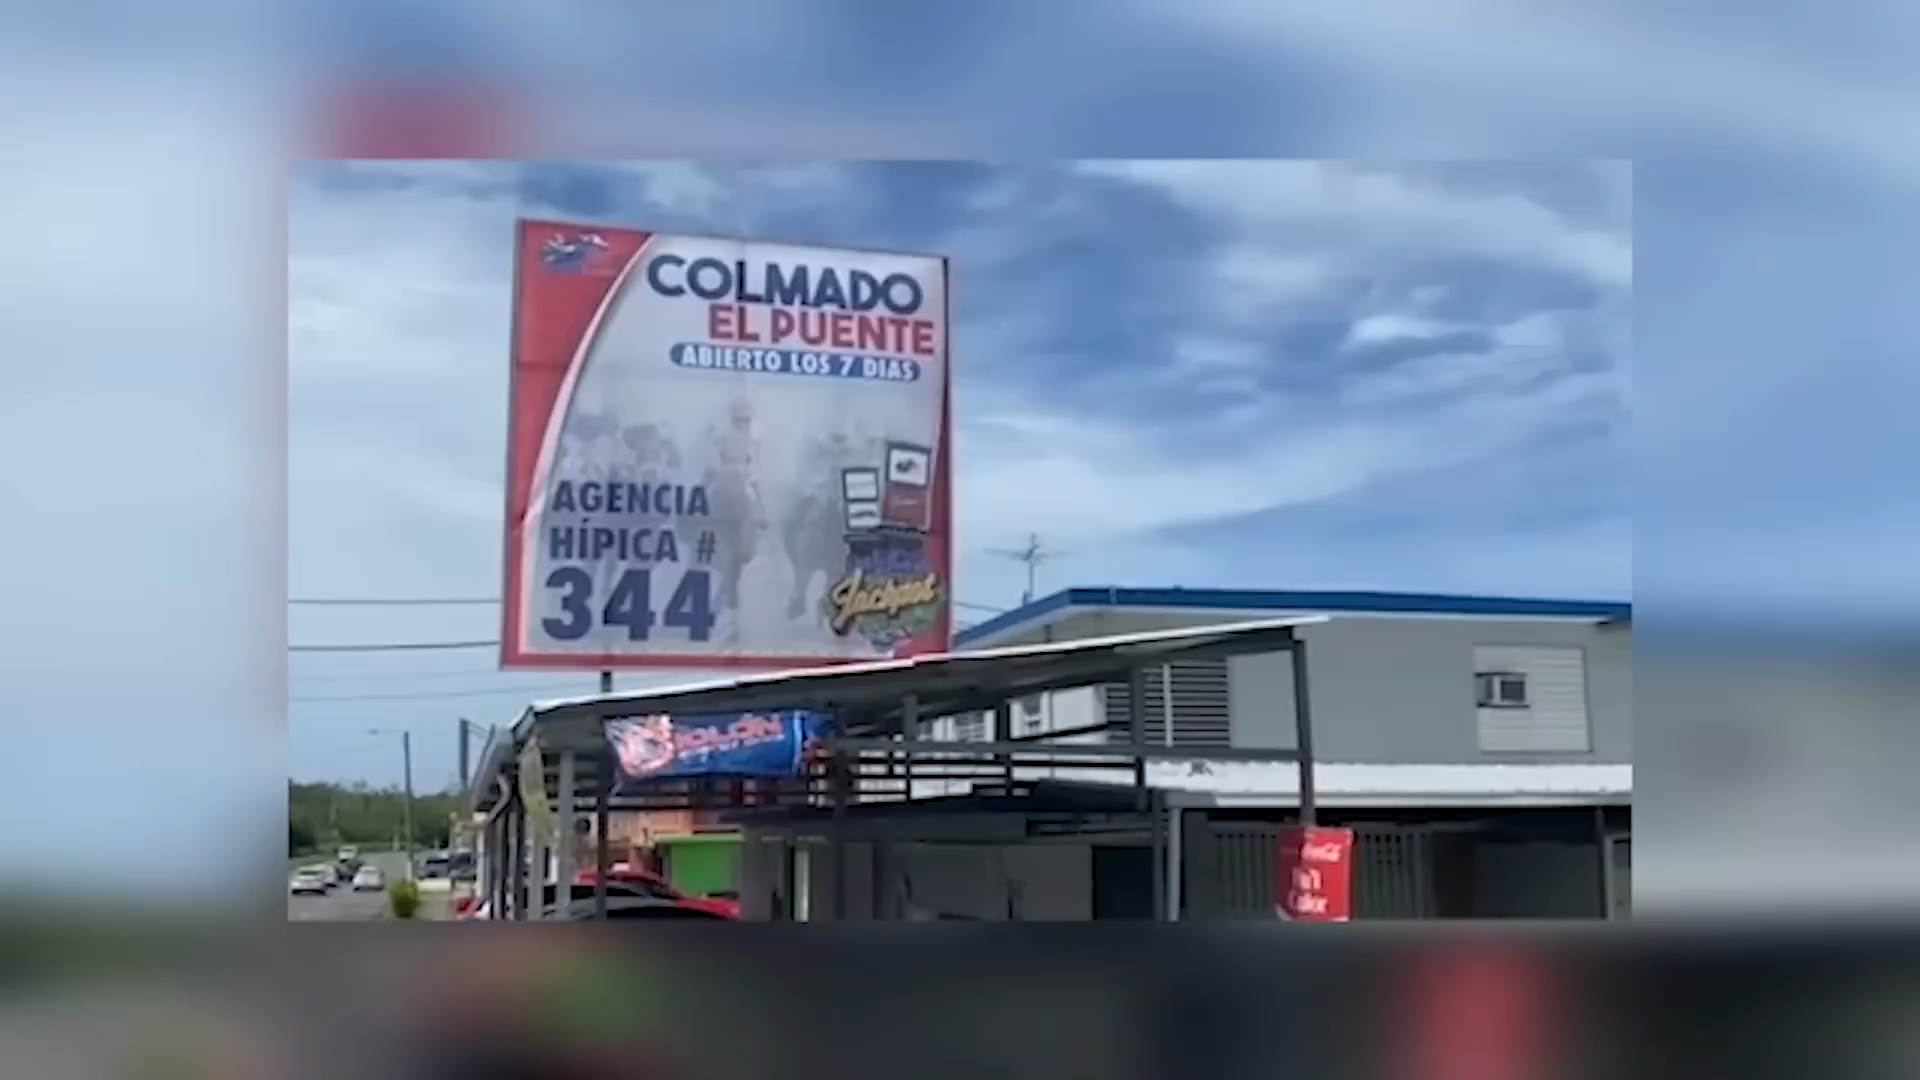 COLMADO
EL PUENTE
ABIERTO LOS 7 DIAS
AGENCIA
HÍPICA #
344
Jackpot
Coca-Cola